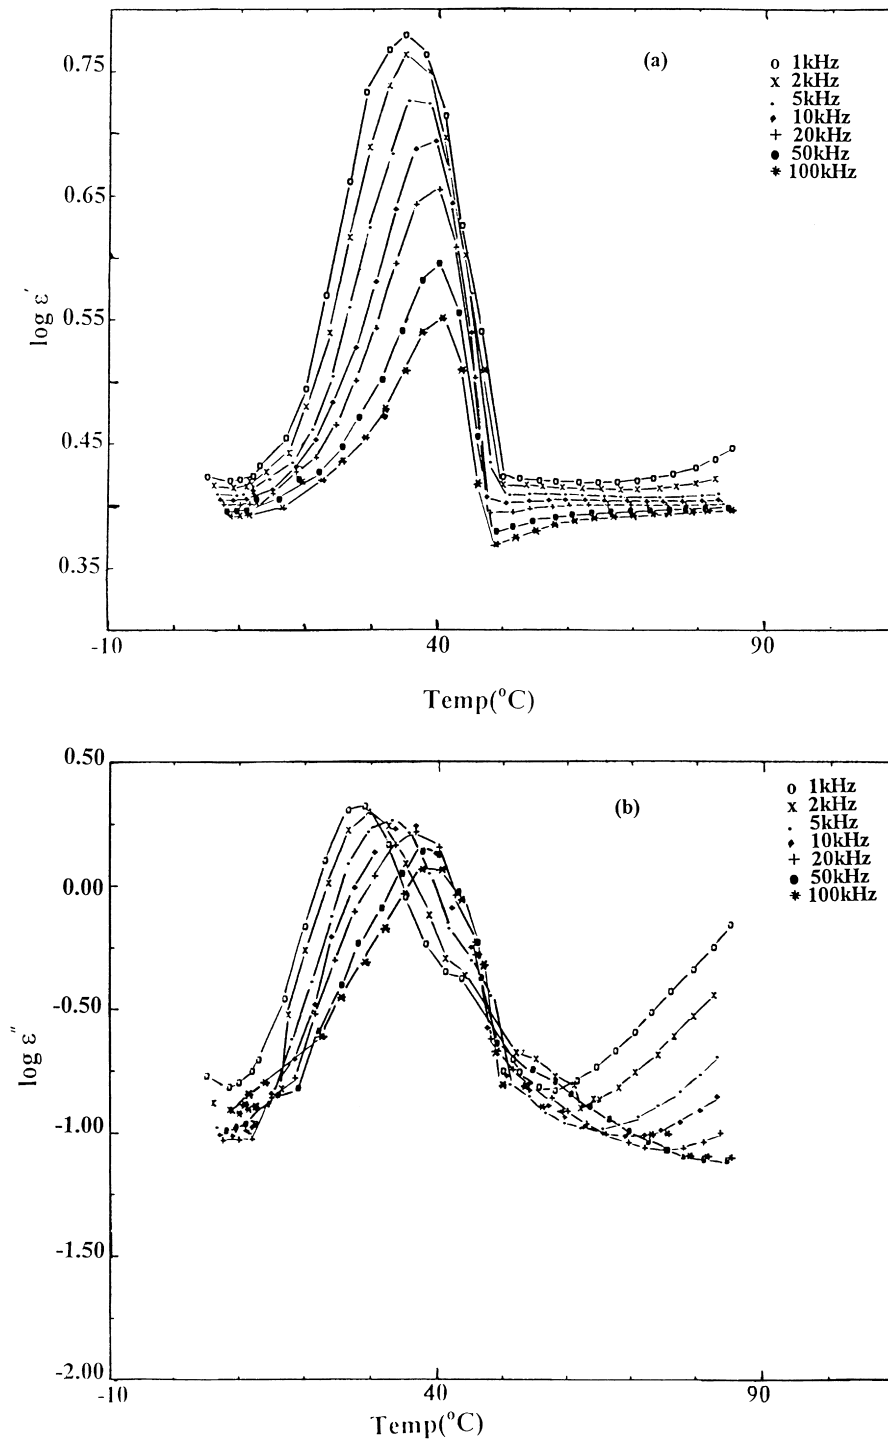 (a)
o 1kHz
x 2kHz
. 5kHz
♦ 10kHz
+ 20kHz
● 50kHz
* 100kHz
0.75
0.65
0.55
0.45
0.35
log ε'
-10 40 90
Temp(°C)
(b)
o 1kHz
x 2kHz
. 5kHz
♦ 10kHz
+ 20kHz
● 50kHz
* 100kHz
0.50
0.00
-0.50
-1.00
-1.50
-2.00
log ε"
-10 40 90
Temp(°C)